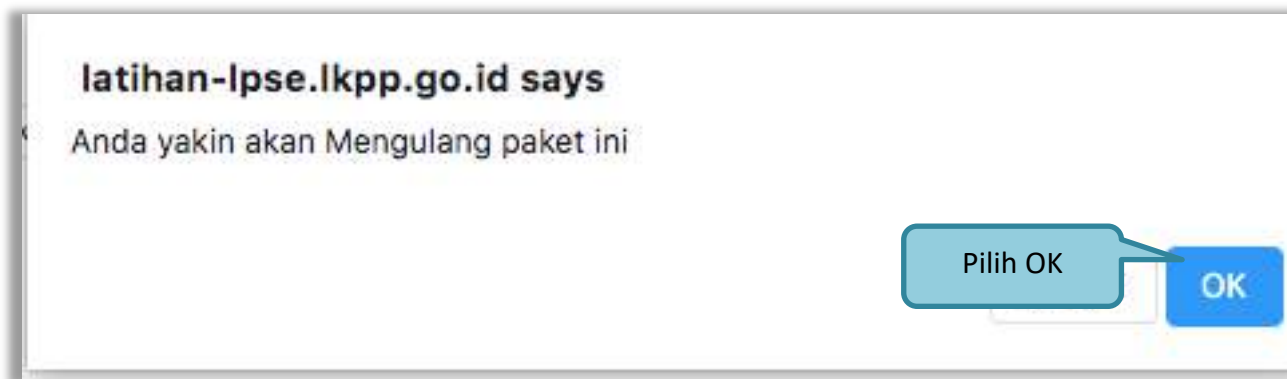 latihan-lpse.lkpp.go.id says
Anda yakin akan Mengulang paket ini
Pilih OK
OK